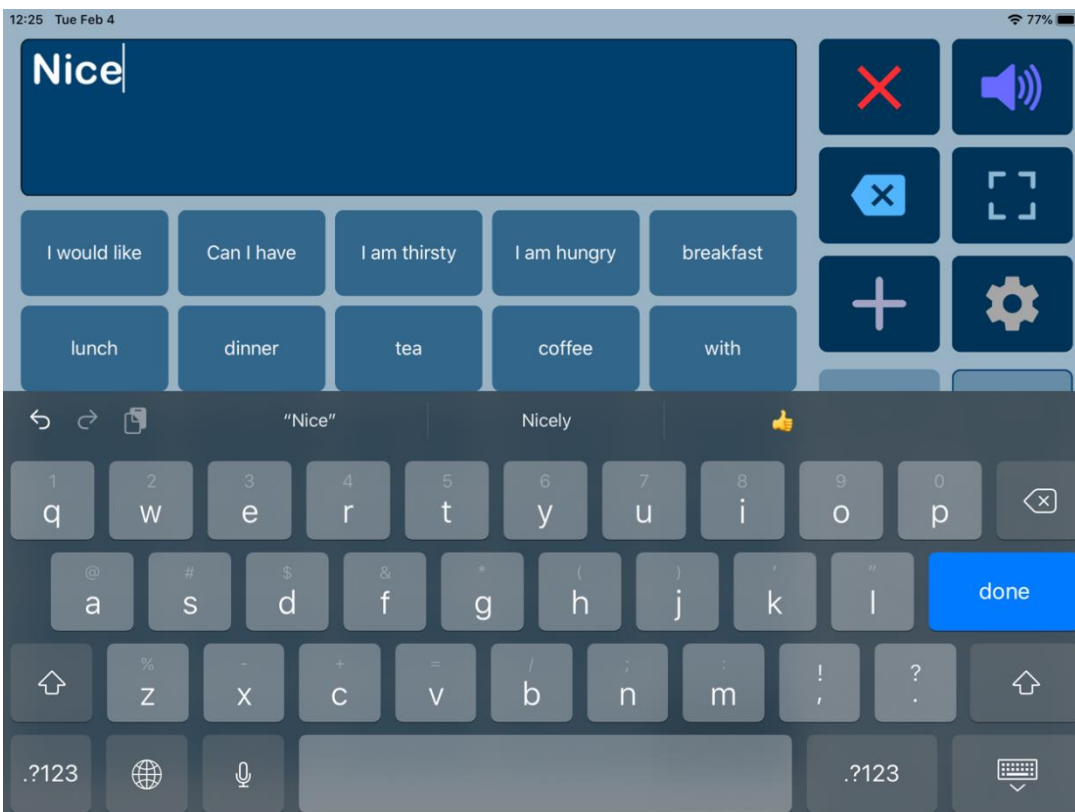 12:25 Tue Feb 4 77%
Nice
I would like Can I have I am thirsty I am hungry breakfast
lunch dinner tea coffee with
“Nice” Nicely 👍
1 2 3 4 5 6 7 8 9 0
q w e r t y u i o p
@ # $ & * ( ) ' "
a s d f g h j k l done
% - + = / ; : ! ?
z x c v b n m , .
.?123 .?123